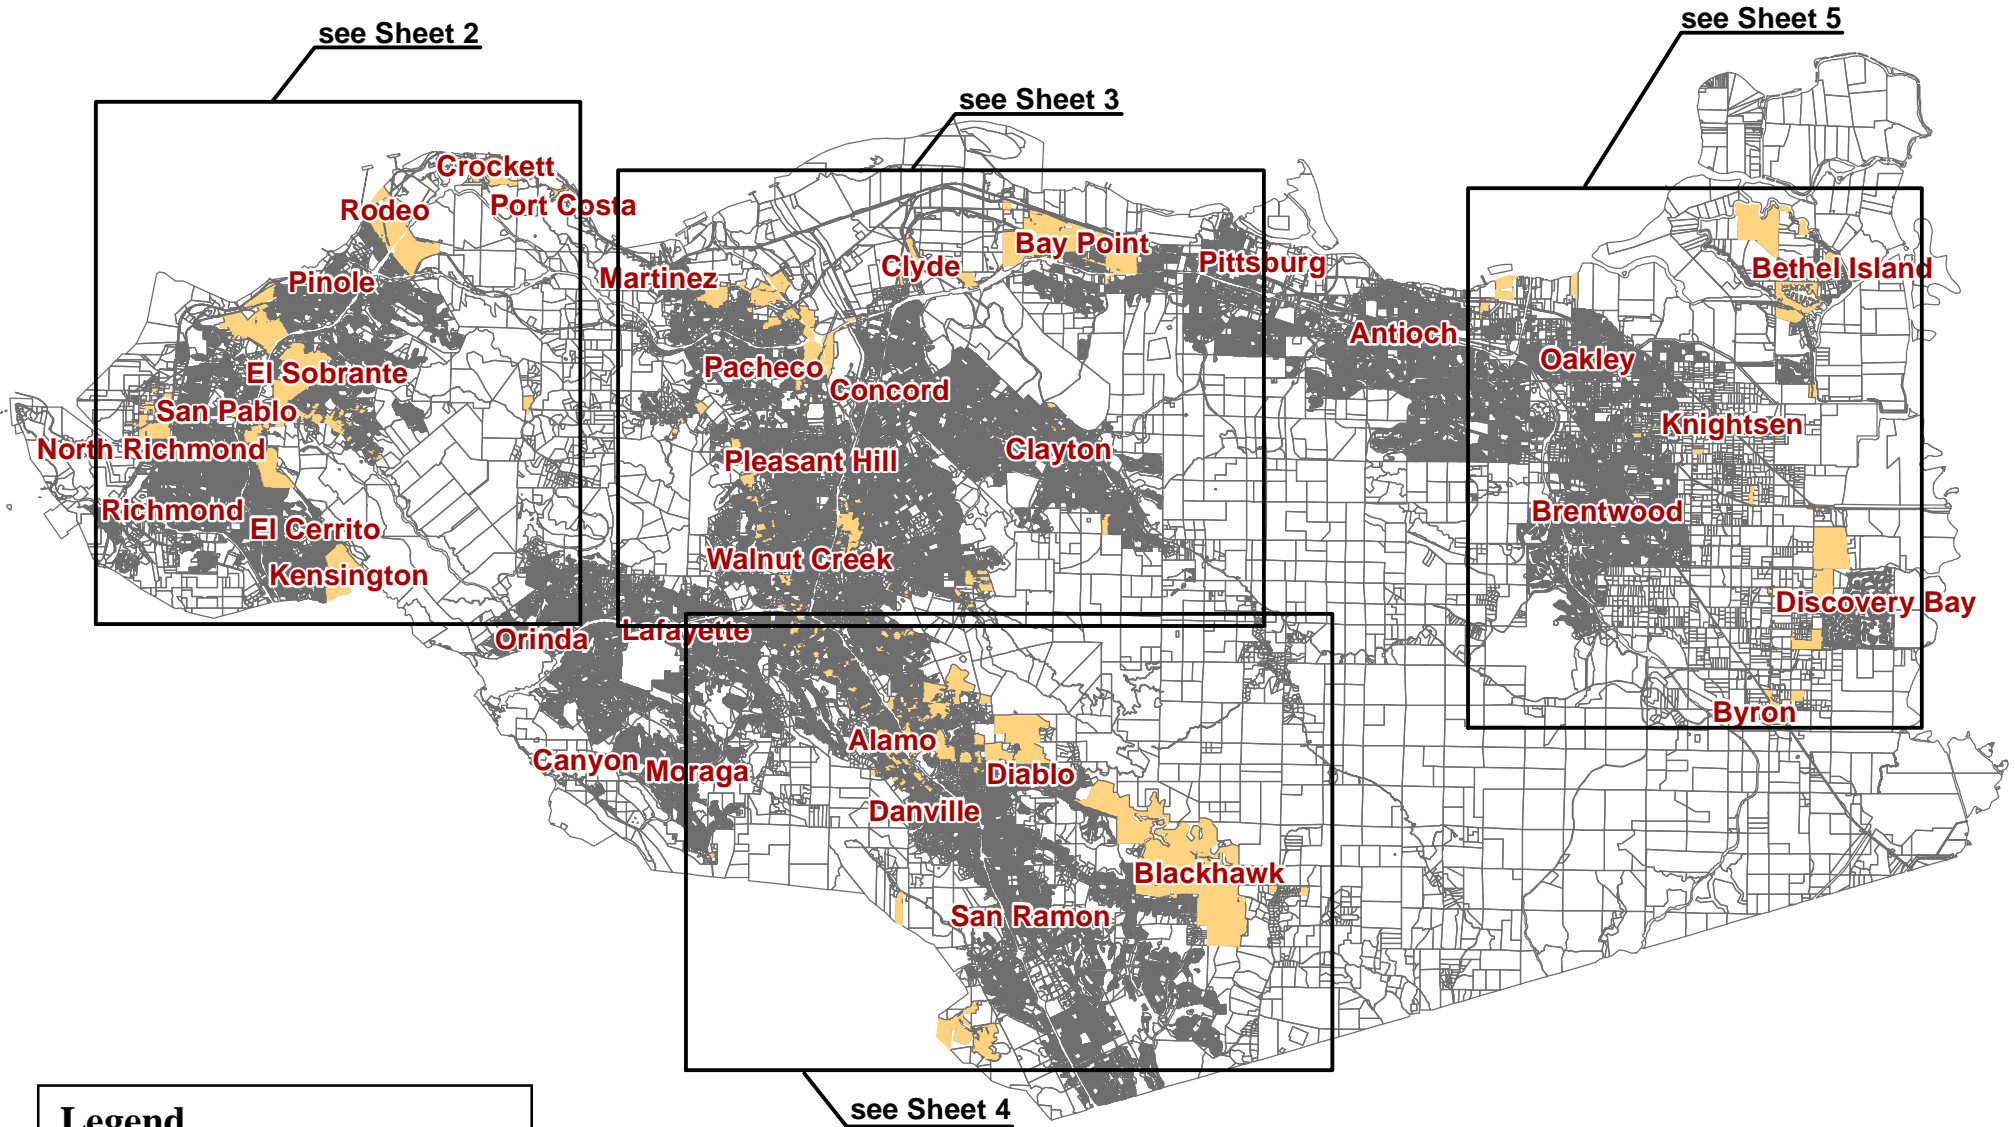 see Sheet 5
see Sheet 2
see Sheet 3
Crockett
Port Costa
Rodeo
Bay Point
Pittsburg
Clyde
Bethel Island
Martinez
Pinole
Antioch
Oakley
Pacheco
El Sobrante
Concord
San Pablo
Knightsen
North Richmond
Clayton
Pleasant Hill
Richmond
Brentwood
El Cerrito
Walnut Creek
Kensington
Discovery Bay
Lafayette
Orinda
Byron
Alamo
Canyon
Moraga
Diablo
Danville
Blackhawk
San Ramon
see Sheet 4
Legend